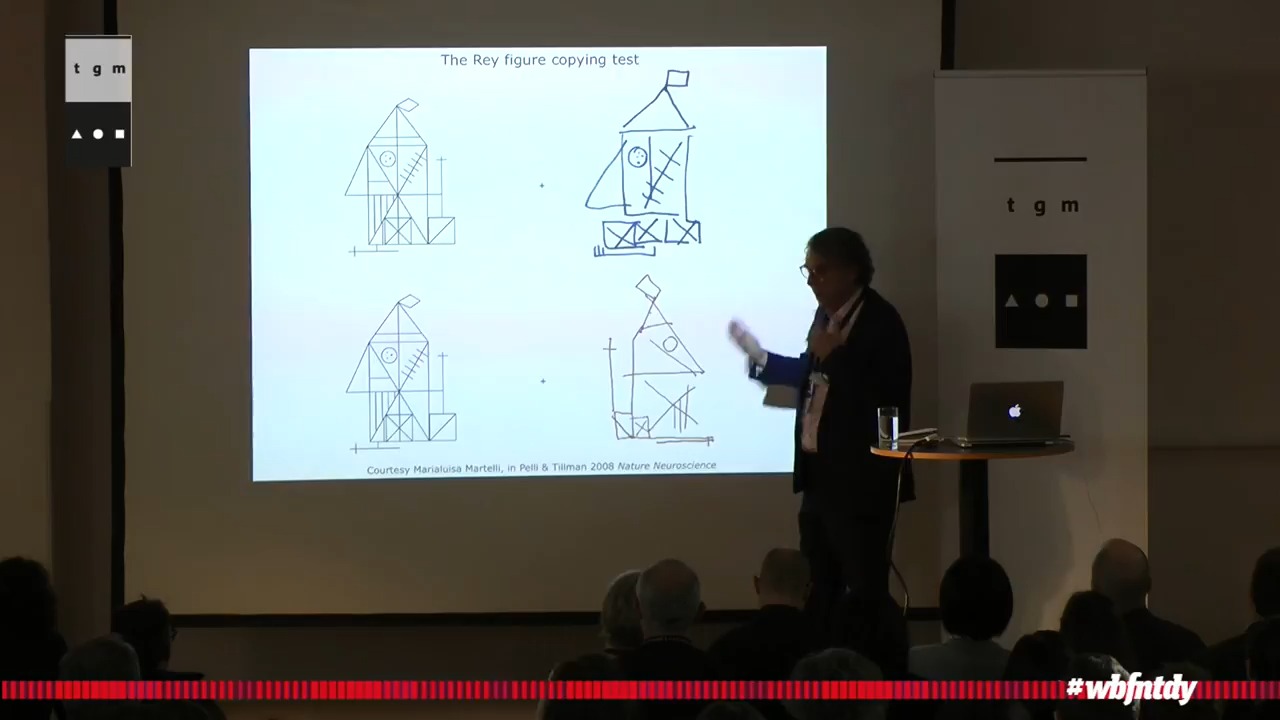 t g m
The Rey figure copying test
Courtesy Marialuisa Martelli, in Pelli & Tillman 2008 Nature Neuroscience
t g m
#wbfntdy